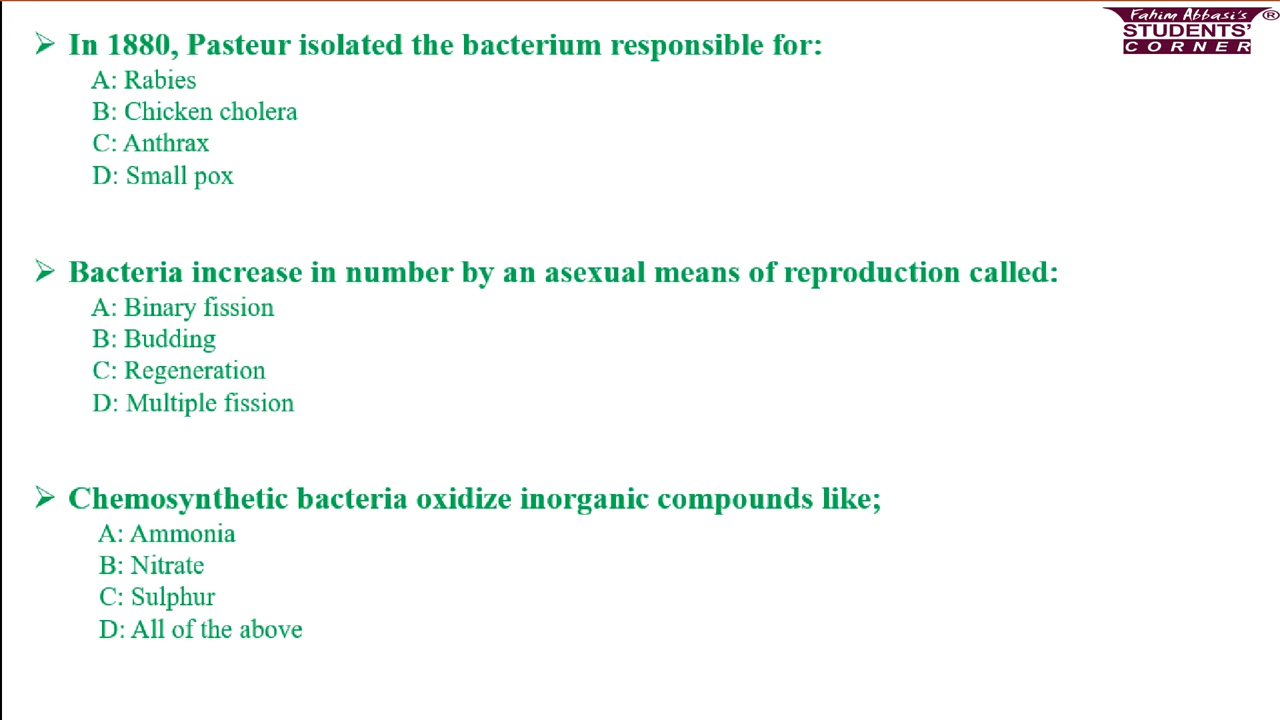 Fahim Abbasi's ®
STUDENTS'
CORNER
➢ In 1880, Pasteur isolated the bacterium responsible for:
A: Rabies
B: Chicken cholera
C: Anthrax
D: Small pox
➢ Bacteria increase in number by an asexual means of reproduction called:
A: Binary fission
B: Budding
C: Regeneration
D: Multiple fission
➢ Chemosynthetic bacteria oxidize inorganic compounds like;
A: Ammonia
B: Nitrate
C: Sulphur
D: All of the above